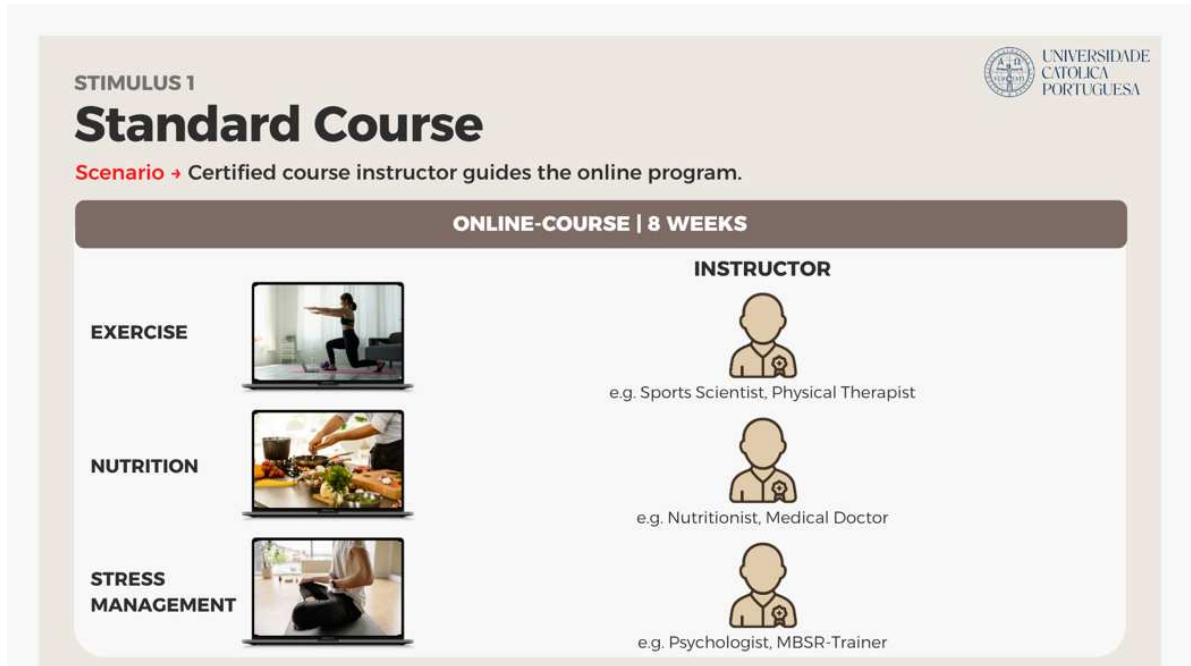 UNIVERSIDADE
CATOLICA
PORTUGUESA
STIMULUS 1
Standard Course
Scenario → Certified course instructor guides the online program.
ONLINE-COURSE | 8 WEEKS
INSTRUCTOR
EXERCISE
e.g. Sports Scientist, Physical Therapist
NUTRITION
e.g. Nutritionist, Medical Doctor
STRESS
MANAGEMENT
e.g. Psychologist, MBSR-Trainer